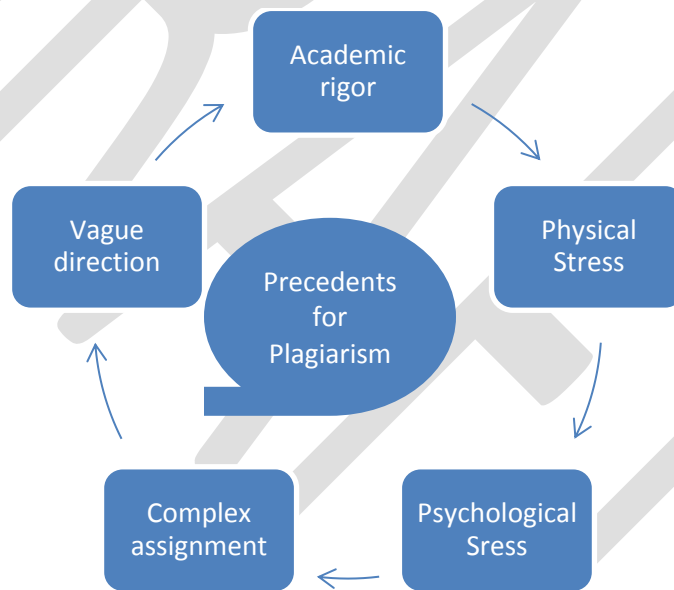 Academic
rigor
Physical
Stress
Psychological
Sress
Complex
assignment
Vague
direction
Precedents
for
Plagiarism